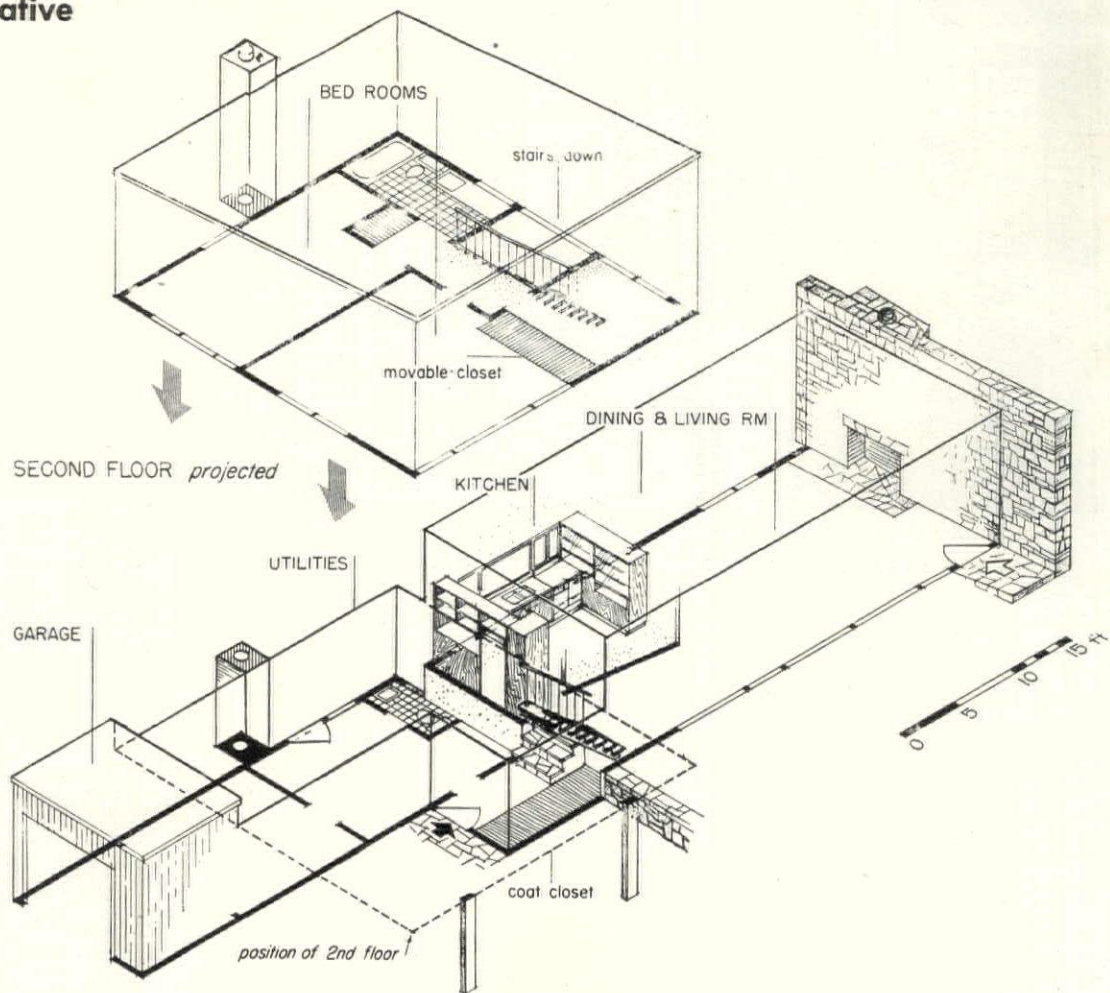 ative
BED ROOMS
stairs down
movable-closet
DINING & LIVING RM
SECOND FLOOR projected
KITCHEN
UTILITIES
GARAGE
0 5 10 15 ft
coat closet
position of 2nd floor